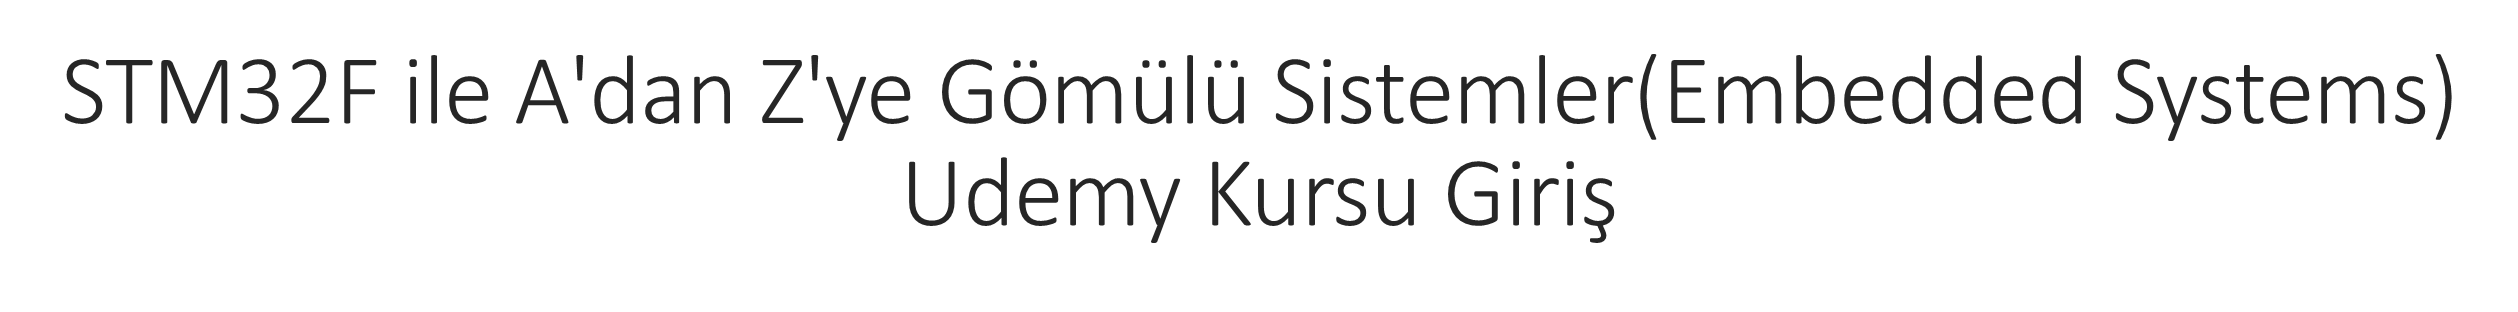 STM32F ile A'dan Z'ye Gömülü Sistemler(Embedded Systems)
Udemy Kursu Giriş